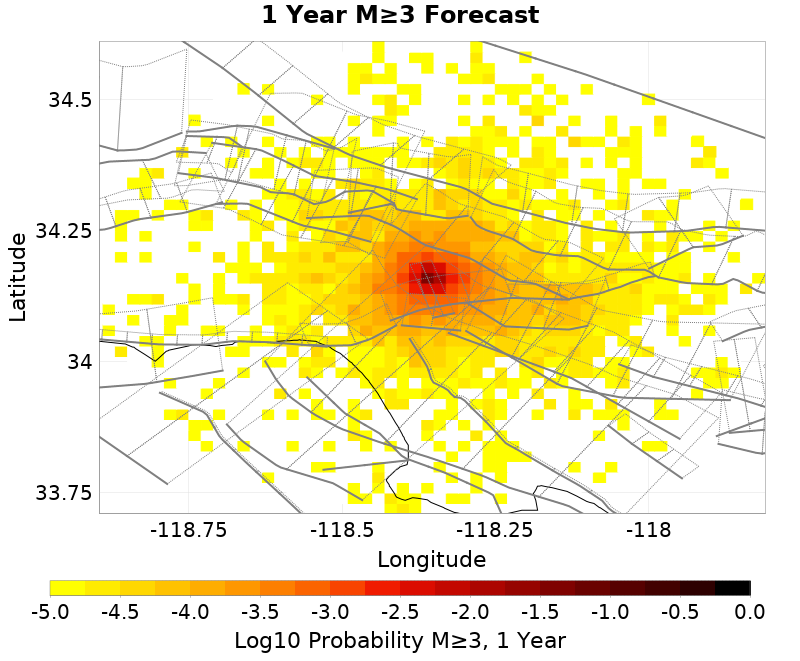 1 Year M≥3 Forecast
34.5
34.25
34
33.75
Latitude
-118.75 -118.5 -118.25 -118
Longitude
-5.0 -4.5 -4.0 -3.5 -3.0 -2.5 -2.0 -1.5 -1.0 -0.5 0.0
Log10 Probability M≥3, 1 Year